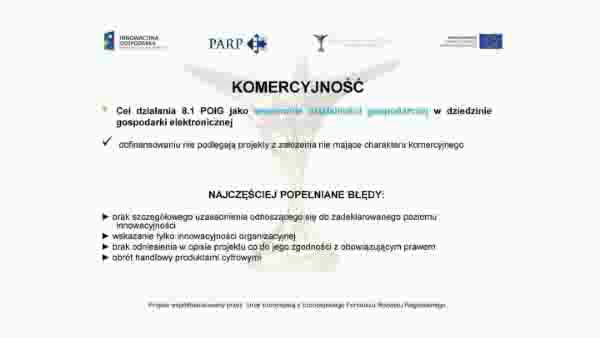 INNOWACYJNA
GOSPODARKA
PARP
KOMERCYJNOŚĆ
Cel działania 8.1 POIG jako wspieranie działalności gospodarczej w dziedzinie
gospodarki elektronicznej
dofinansowaniu nie podlegają projekty z założenia nie mające charakteru komercyjnego
NAJCZĘŚCIEJ POPEŁNIANE BŁĘDY:
► brak szczegółowego uzasadnienia odnoszącego się do zadeklarowanego poziomu
innowacyjności
► wskazanie tylko innowacyjności organizacyjnej
► brak odniesienia w opisie projektu co do jego zgodności z obowiązującym prawem
► obrót handlowy produktami cyfrowymi
Projekt współfinansowany przez Unię Europejską z Europejskiego Funduszu Rozwoju Regionalnego